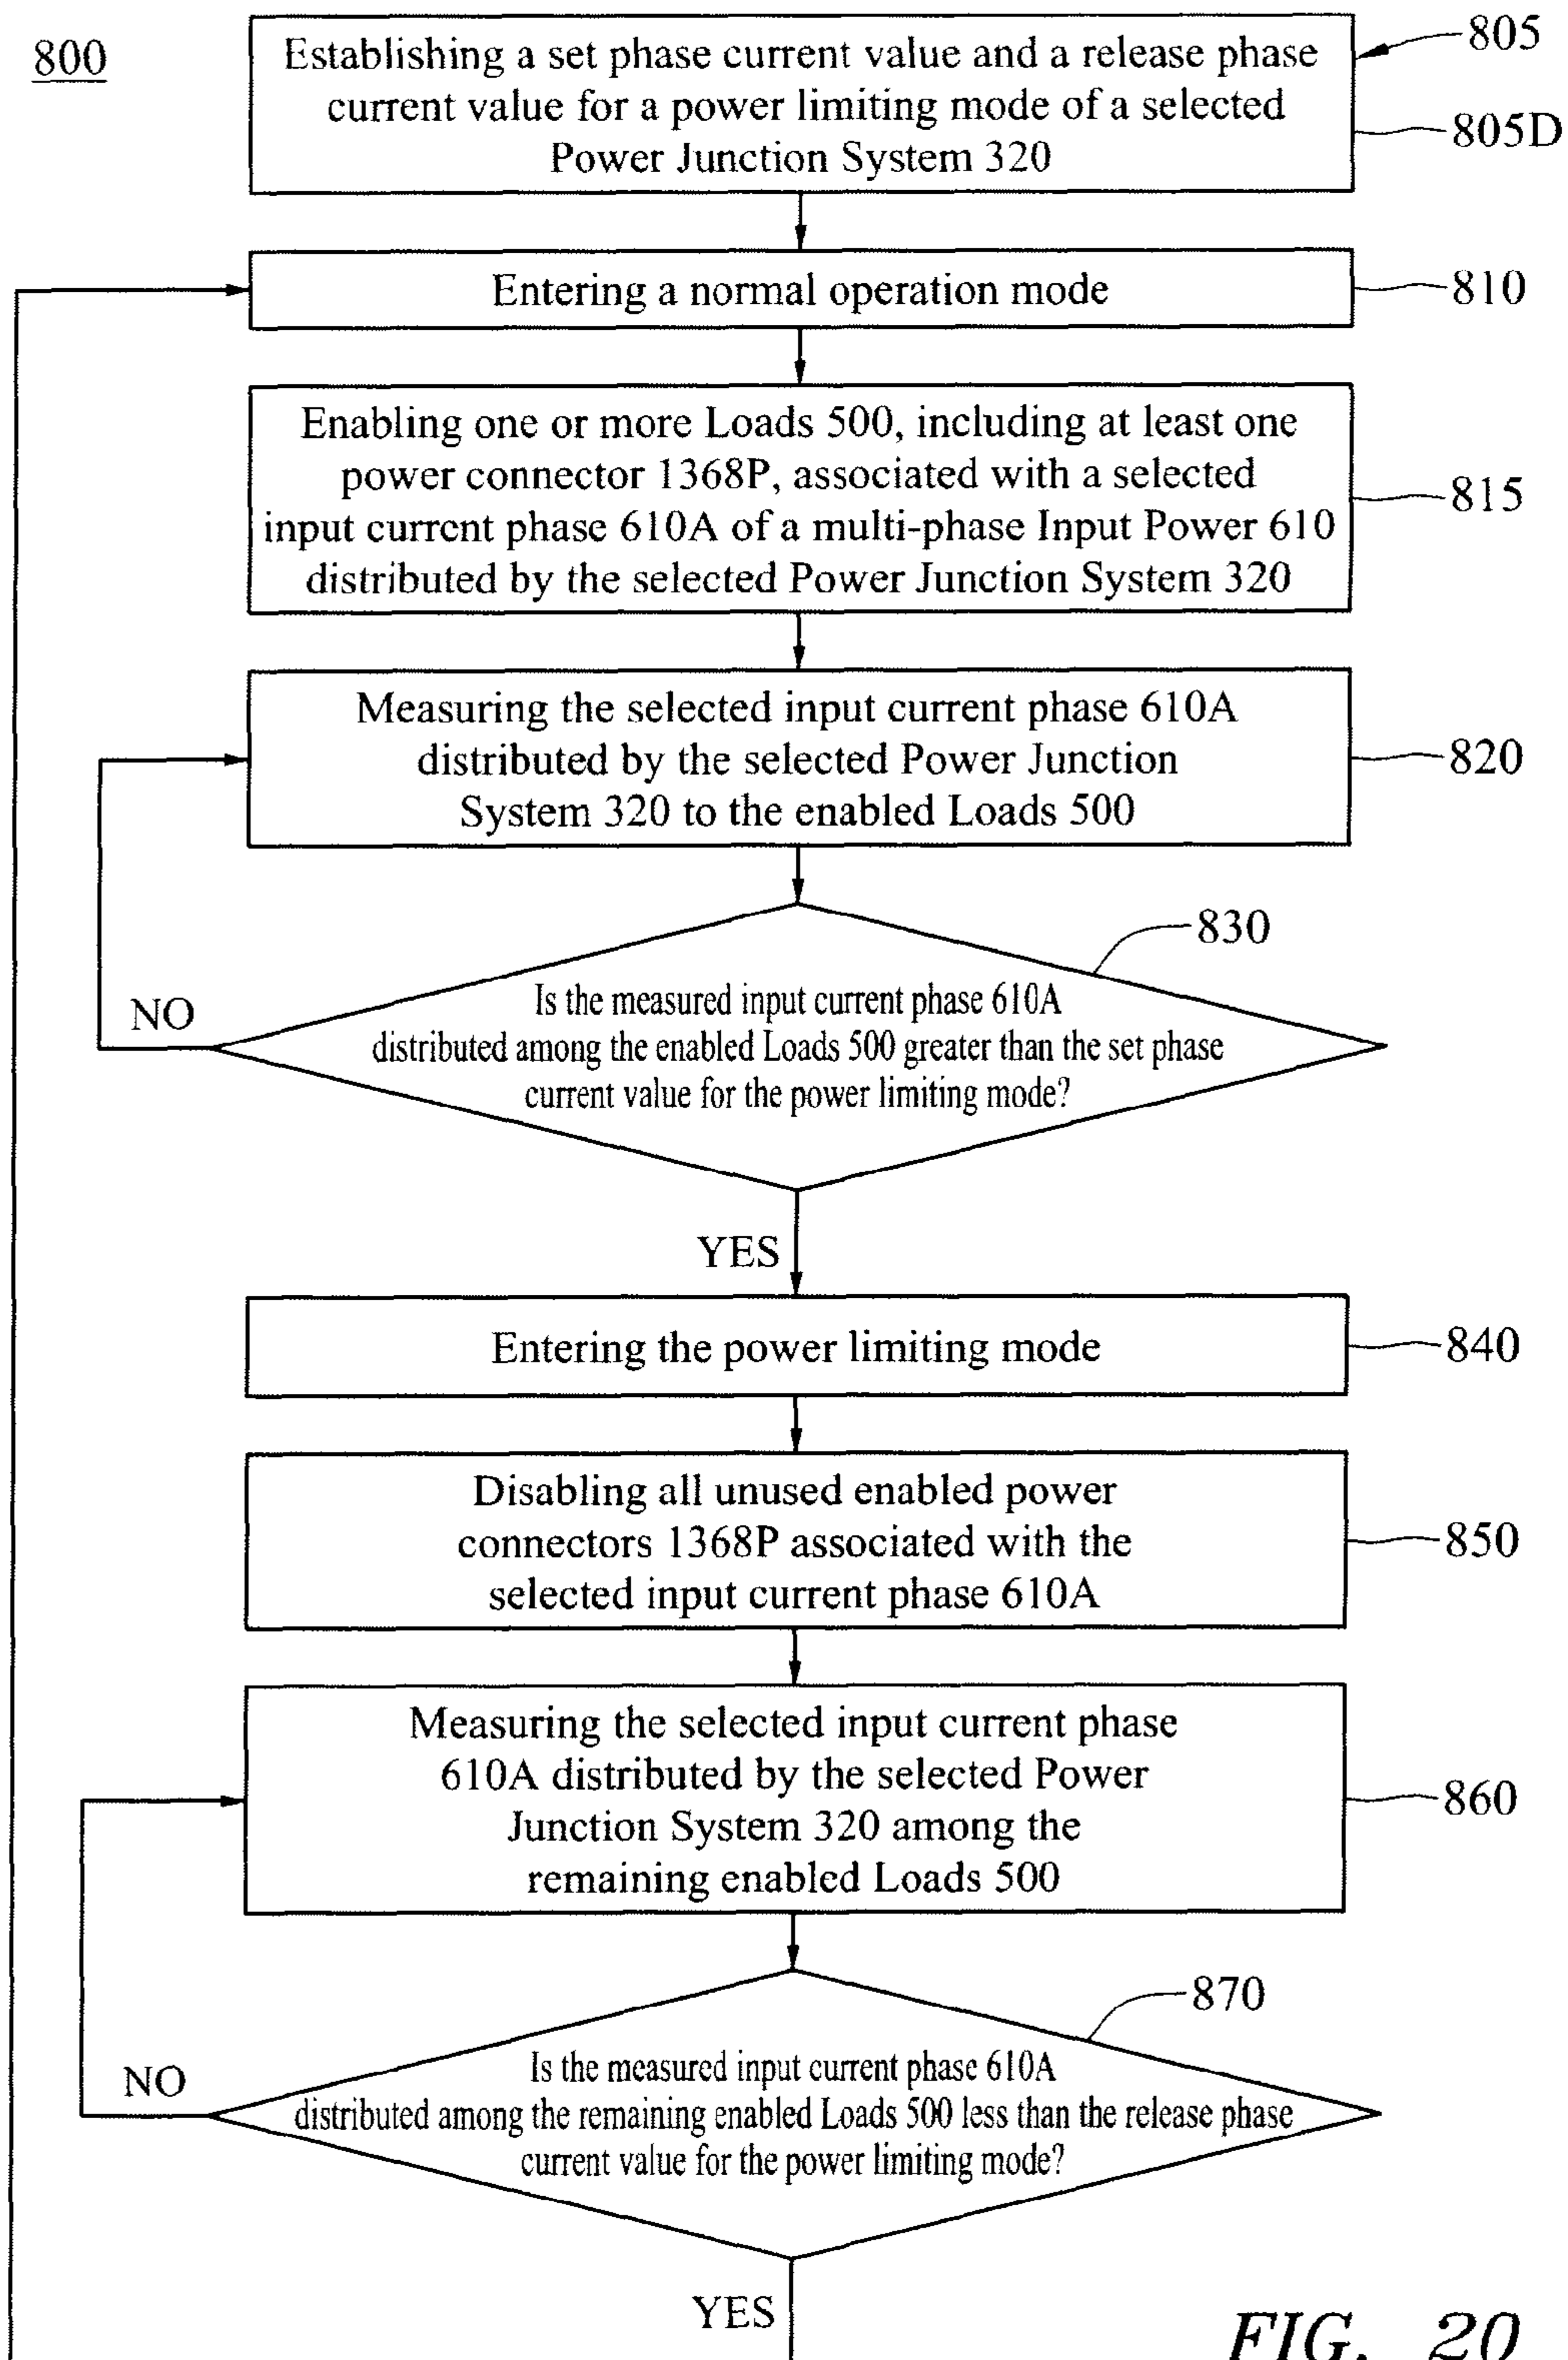 800
Establishing a set phase current value and a release phase
current value for a power limiting mode of a selected
Power Junction System 320
805
805D
Entering a normal operation mode
810
Enabling one or more Loads 500, including at least one
power connector 1368P, associated with a selected
input current phase 610A of a multi-phase Input Power 610
distributed by the selected Power Junction System 320
815
Measuring the selected input current phase 610A
distributed by the selected Power Junction
System 320 to the enabled Loads 500
820
830
Is the measured input current phase 610A
distributed among the enabled Loads 500 greater than the set phase
current value for the power limiting mode?
NO
YES
Entering the power limiting mode
840
Disabling all unused enabled power
connectors 1368P associated with the
selected input current phase 610A
850
Measuring the selected input current phase
610A distributed by the selected Power
Junction System 320 among the
remaining enabled Loads 500
860
870
Is the measured input current phase 610A
distributed among the remaining enabled Loads 500 less than the release phase
current value for the power limiting mode?
NO
YES
FIG. 20